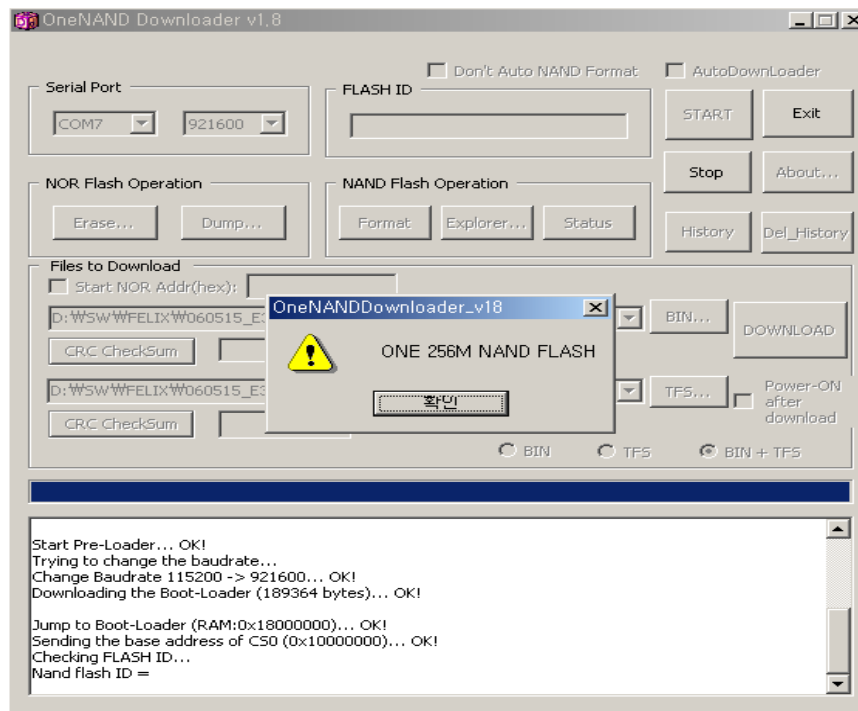 OneNAND Downloader v1,8
Don't Auto NAND Format
AutoDownLoader
Serial Port
COM7
921600
FLASH ID
START
Exit
Stop
About...
NOR Flash Operation
Erase...
Dump...
NAND Flash Operation
Format
Explorer...
Status
History
Del_History
Files to Download
Start NOR Addr(hex):
D:₩SW₩FELIX₩060515_E3
BIN...
DOWNLOAD
CRC CheckSum
D:₩SW₩FELIX₩060515_E3
TFS...
Power-ON
after
download
CRC CheckSum
BIN
TFS
BIN + TFS
OneNANDDownloader_v18
ONE 256M NAND FLASH
확인
Start Pre-Loader... OK!
Trying to change the baudrate...
Change Baudrate 115200 -> 921600... OK!
Downloading the Boot-Loader (189364 bytes)... OK!
Jump to Boot-Loader (RAM:0x18000000)... OK!
Sending the base address of CS0 (0x10000000)... OK!
Checking FLASH ID...
Nand flash ID =